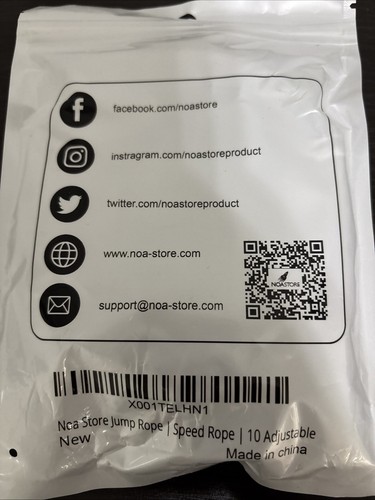 facebook.com/noastore
instragram.com/noastoreproduct
twitter.com/noastoreproduct
www.noa-store.com
NOASTORE
support@noa-store.com
X001TELHN1
Noa Store Jump Rope | Speed Rope | 10 Adjustable
New
Made in china